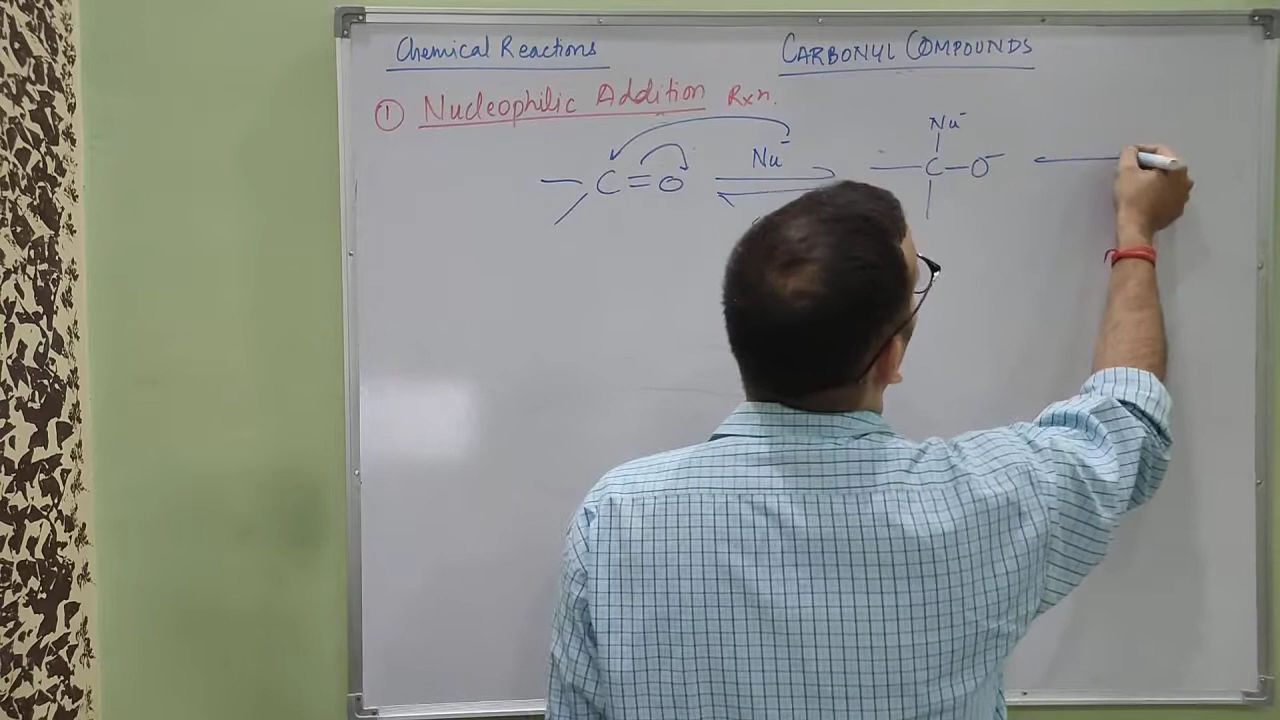 Chemical Reactions
CARBONYL COMPOUNDS
① Nucleophilic Addition Rxn.
Nu⁻
C=O
Nu⁻
C–O⁻